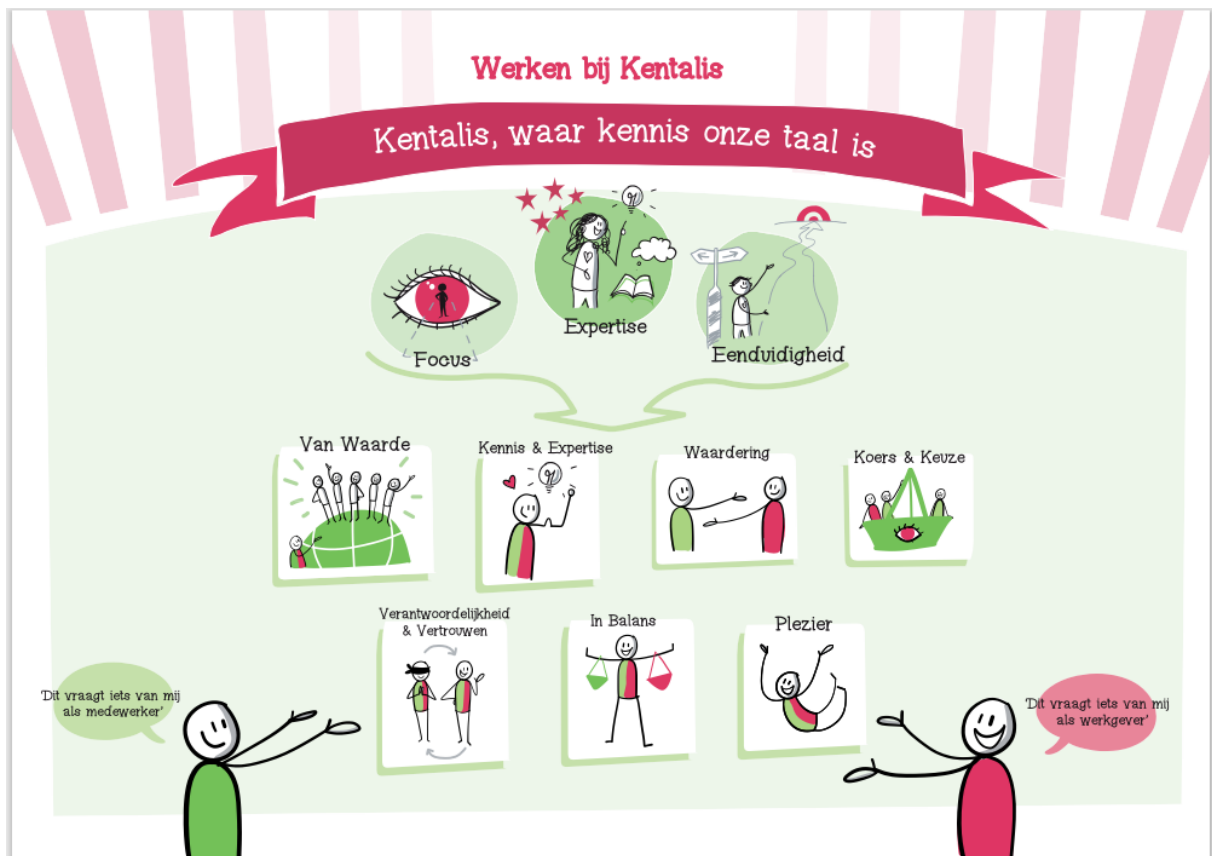 Werken bij Kentalis
Kentalis, waar kennis onze taal is
Focus
Expertise
Eenduidigheid
Van Waarde
Kennis & Expertise
Waardering
Koers & Keuze
Verantwoordelijkheid
& Vertrouwen
In Balans
Plezier
'Dit vraagt iets van mij
als medewerker'
'Dit vraagt iets van mij
als werkgever'